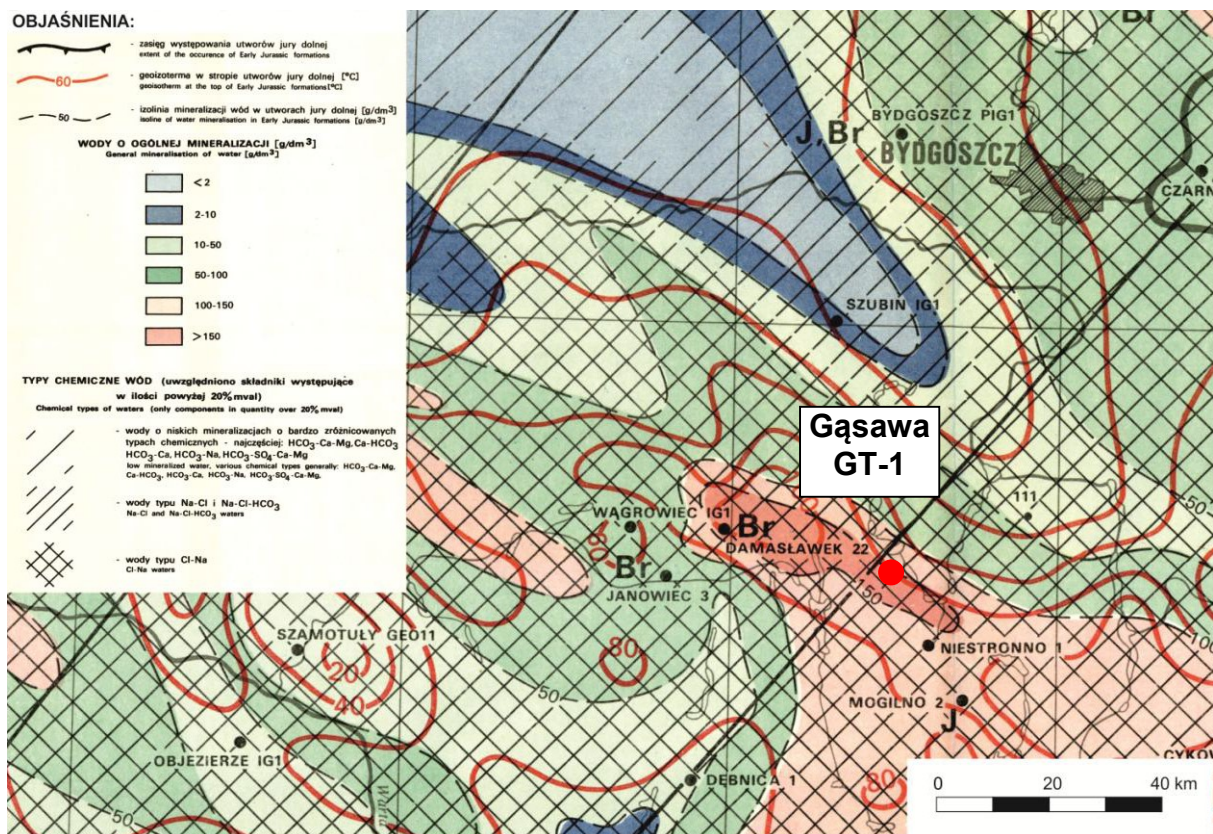 OBJAŚNIENIA:
- zasięg występowania utworów jury dolnej
extent of the occurence of Early Jurassic formations
60
- geoizoterma w stropie utworów jury dolnej [°C]
geoisotherm at the top of Early Jurassic formations[°C]
50
- izolinia mineralizacji wód w utworach jury dolnej [g/dm³]
isoline of water mineralisation in Early Jurassic formations [g/dm³]
WODY O OGÓLNEJ MINERALIZACJI [g/dm³]
General mineralisation of water [g/dm³]
< 2
2-10
10-50
50-100
100-150
>150
TYPY CHEMICZNE WÓD (uwzględniono składniki występujące
w ilości powyżej 20% mval)
Chemical types of waters (only components in quantity over 20% mval)
- wody o niskich mineralizacjach o bardzo zróżnicowanych
typach chemicznych - najczęściej: HCO₃-Ca-Mg, Ca-HCO₃
HCO₃-Ca, HCO₃-Na, HCO₃-SO₄-Ca-Mg
low mineralized water, various chemical types generally: HCO₃-Ca-Mg,
Ca-HCO₃, HCO₃-Ca, HCO₃-Na, HCO₃-SO₄-Ca-Mg.
- wody typu Na-Cl i Na-Cl-HCO₃
Na-Cl and Na-Cl-HCO₃ waters
- wody typu Cl-Na
Cl-Na waters
Br
J, Br
BYDGOSZCZ PIG1
BYDGOSZCZ
CZARN
SZUBIN IG1
Gąsawa
GT-1
111
50
WĄGROWIEC IG1
60
Br
DAMASŁAWEK 22
Br
JANOWIEC 3
150
100
SZAMOTUŁY GEO11
20
40
80
50
NIESTRONNO 1
MOGILNO 2
J
OBJEZIERZE IG1
Warta
DĘBNICA 1
CYKOW
80
50
0 20 40 km